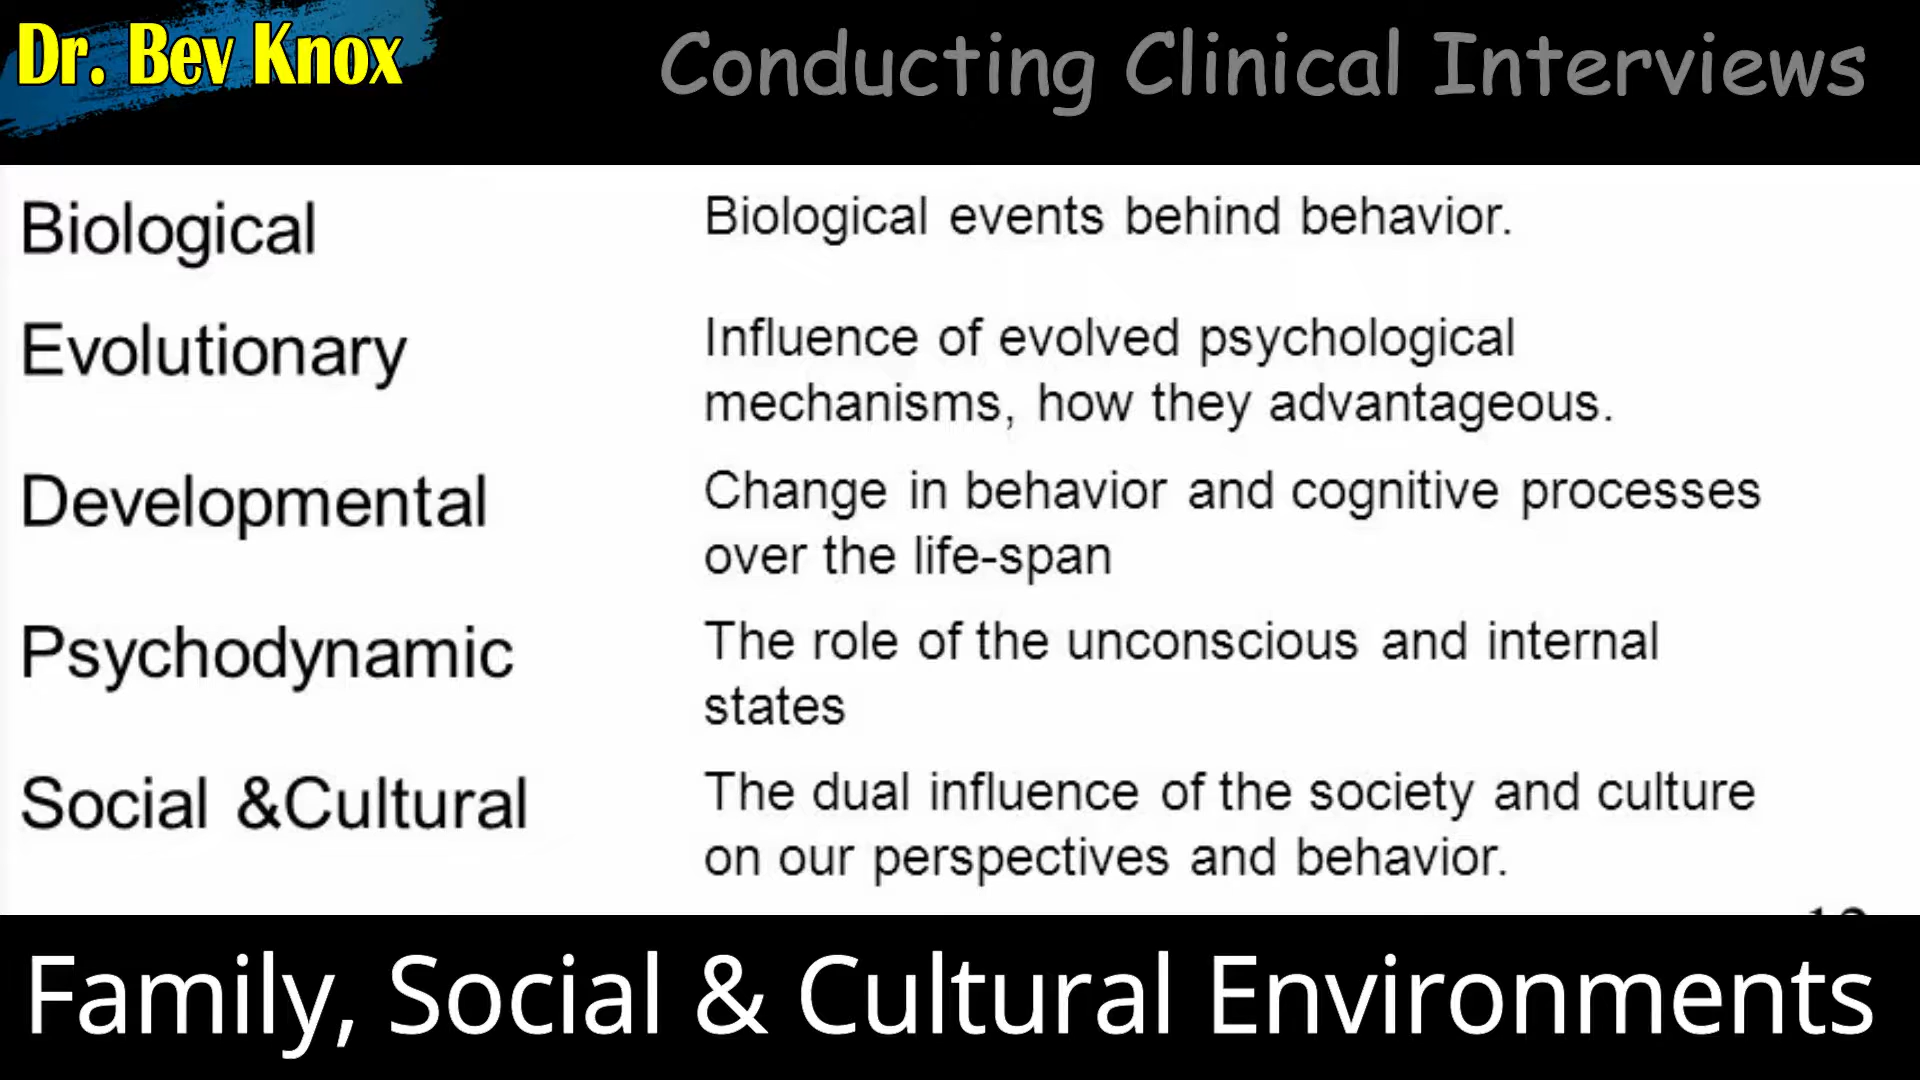 Dr. Bev Knox
Conducting Clinical Interviews
Biological
Biological events behind behavior.
Evolutionary
Influence of evolved psychological
mechanisms, how they advantageous.
Developmental
Change in behavior and cognitive processes
over the life-span
Psychodynamic
The role of the unconscious and internal
states
Social &Cultural
The dual influence of the society and culture
on our perspectives and behavior.
Family, Social & Cultural Environments